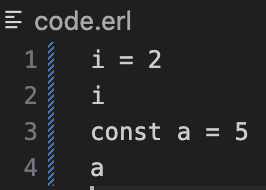 code.erl
1 i = 2
2 i
3 const a = 5
4 a